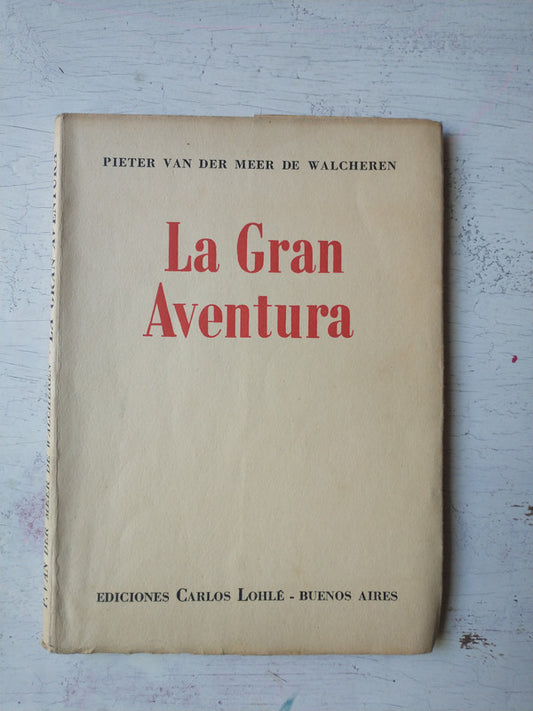 PIETER VAN DER MEER DE WALCHEREN
La Gran
Aventura
EDICIONES CARLOS LOHLÉ - BUENOS AIRES
P. VAN DER MEER DE WALCHEREN - LA GRAN AVENTURA